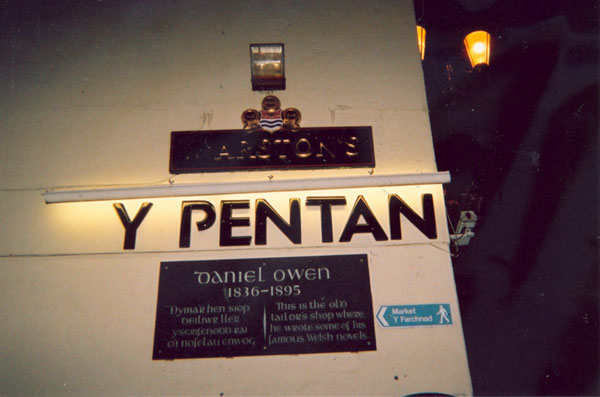 MARSTON'S
Y PENTAN
Daniel Owen
1836-1895
Dyma'r hen siop
deiliwr lle'r
ysgrifenodd rai
o'i nofelau enwog
This is the old
tailor's shop where
he wrote some of his
famous Welsh novels
Market
Y Farchnad